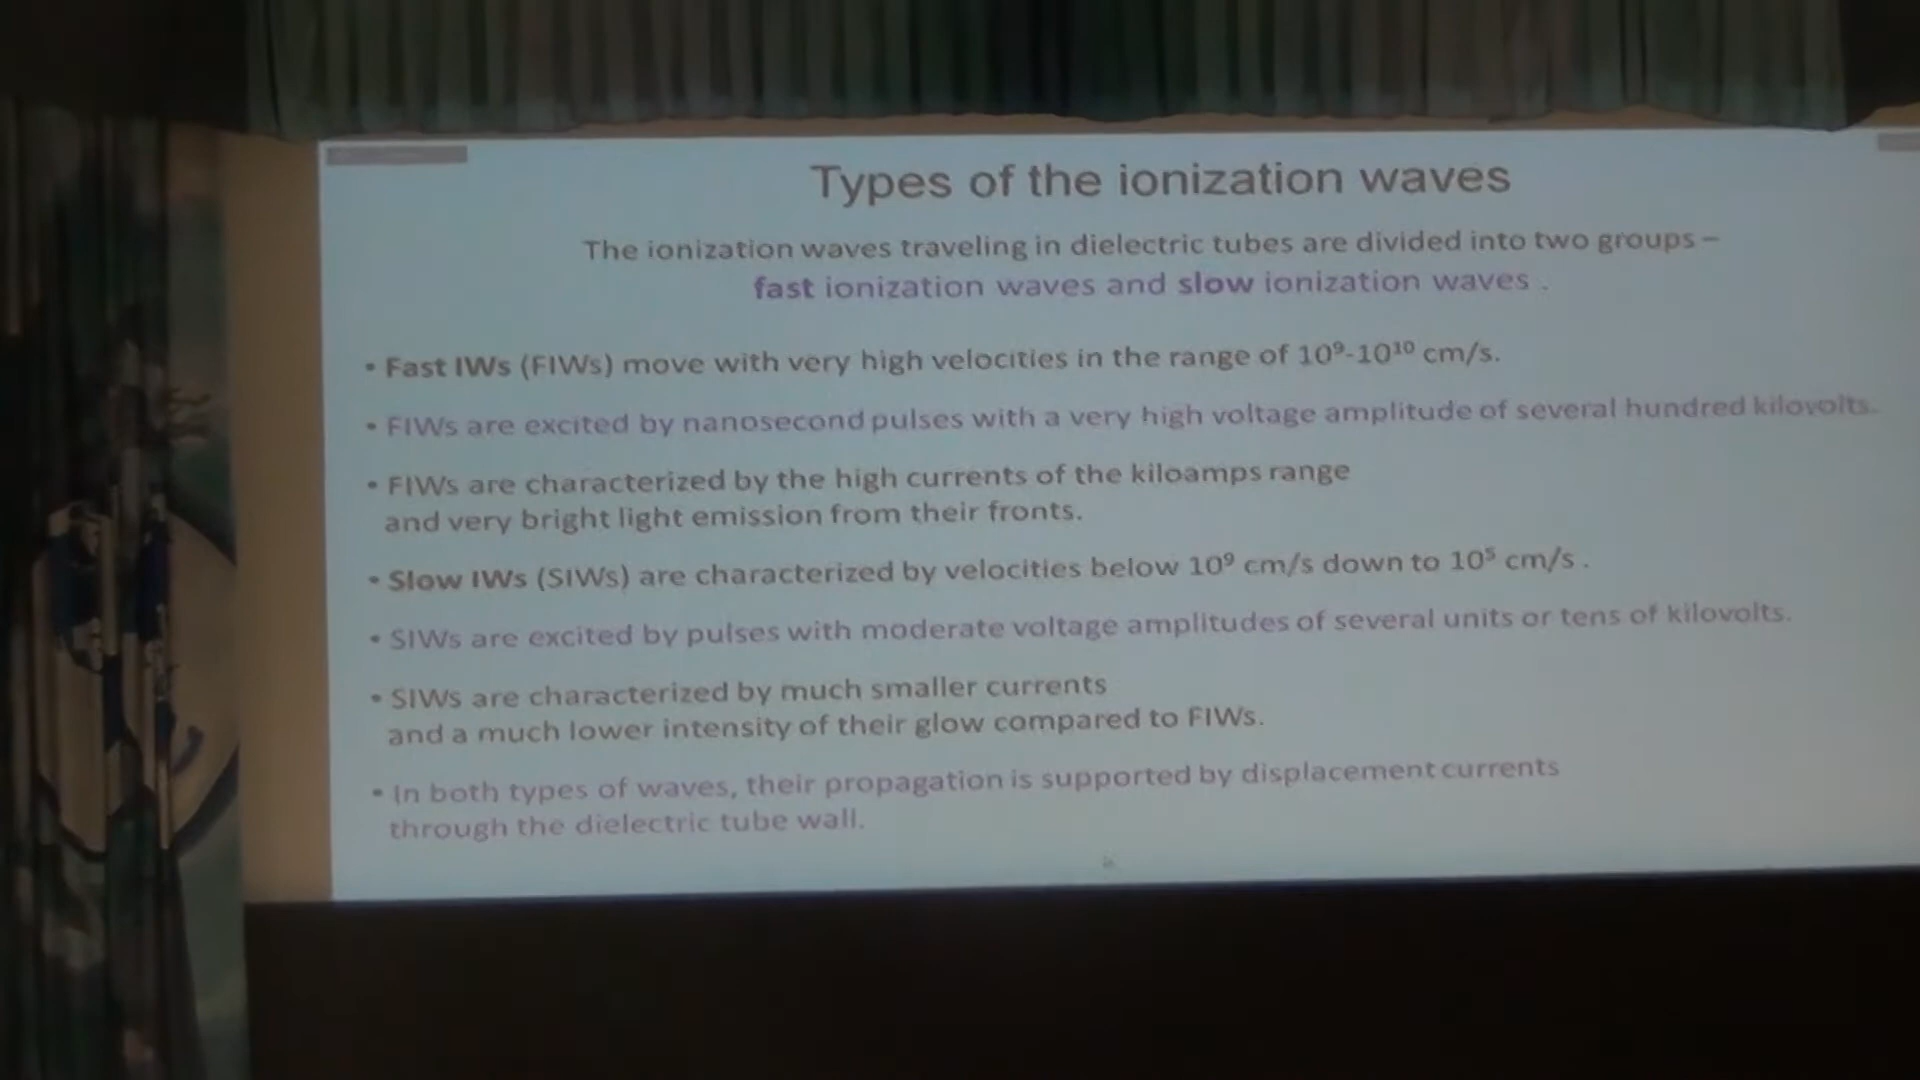 Types of the ionization waves
The ionization waves traveling in dielectric tubes are divided into two groups –
fast ionization waves and slow ionization waves .
• Fast IWs (FIWs) move with very high velocities in the range of 10⁹-10¹⁰ cm/s.
• FIWs are excited by nanosecond pulses with a very high voltage amplitude of several hundred kilovolts.
• FIWs are characterized by the high currents of the kiloamps range
and very bright light emission from their fronts.
• Slow IWs (SIWs) are characterized by velocities below 10⁹ cm/s down to 10⁵ cm/s .
• SIWs are excited by pulses with moderate voltage amplitudes of several units or tens of kilovolts.
• SIWs are characterized by much smaller currents
and a much lower intensity of their glow compared to FIWs.
• In both types of waves, their propagation is supported by displacement currents
through the dielectric tube wall.